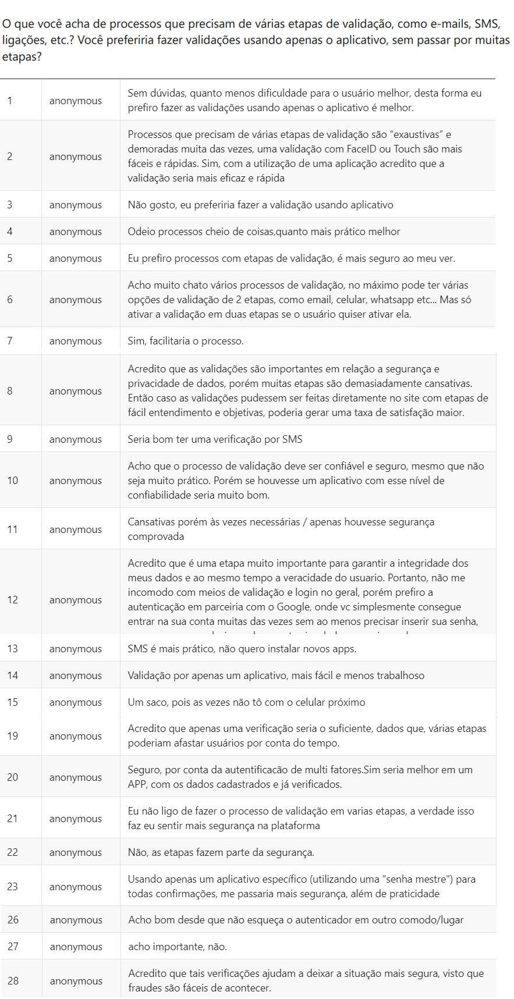 O que você acha de processos que precisam de várias etapas de validação, como e-mails, SMS,
ligações, etc.? Você preferiria fazer validações usando apenas o aplicativo, sem passar por muitas
etapas?
1 anonymous Sem dúvidas, quanto menos dificuldade para o usuário melhor, desta forma eu
prefiro fazer as validações usando apenas o aplicativo é melhor.
2 anonymous Processos que precisam de várias etapas de validação são “exaustivas” e
demoradas muita das vezes, uma validação com FaceID ou Touch são mais
fáceis e rápidas. Sim, com a utilização de uma aplicação acredito que a
validação seria mais eficaz e rápida
3 anonymous Não gosto, eu preferiria fazer a validação usando aplicativo
4 anonymous Odeio processos cheio de coisas,quanto mais prático melhor
5 anonymous Eu prefiro processos com etapas de validação, é mais seguro ao meu ver.
6 anonymous Acho muito chato vários processos de validação, no máximo pode ter várias
opções de validação de 2 etapas, como email, celular, whatsapp etc... Mas só
ativar a validação em duas etapas se o usuário quiser ativar ela.
7 anonymous Sim, facilitaria o processo.
8 anonymous Acredito que as validações são importantes em relação a segurança e
privacidade de dados, porém muitas etapas são demasiadamente cansativas.
Então caso as validações pudessem ser feitas diretamente no site com etapas de
fácil entendimento e objetivas, poderia gerar uma taxa de satisfação maior.
9 anonymous Seria bom ter uma verificação por SMS
10 anonymous Acho que o processo de validação deve ser confiável e seguro, mesmo que não
seja muito prático. Porém se houvesse um aplicativo com esse nível de
confiabilidade seria muito bom.
11 anonymous Cansativas porém às vezes necessárias / apenas houvesse segurança
comprovada
12 anonymous Acredito que é uma etapa muito importante para garantir a integridade dos
meus dados e ao mesmo tempo a veracidade do usuario. Portanto, não me
incomodo com meios de validação e login no geral, porém prefiro a
autenticação em parceiria com o Google, onde vc simplesmente consegue
entrar na sua conta muitas das vezes sem ao menos precisar inserir sua senha,
13 anonymous SMS é mais prático, não quero instalar novos apps.
14 anonymous Validação por apenas um aplicativo, mais fácil e menos trabalhoso
15 anonymous Um saco, pois as vezes não tô com o celular próximo
19 anonymous Acredito que apenas uma verificação seria o suficiente, dados que, várias etapas
poderiam afastar usuários por conta do tempo.
20 anonymous Seguro, por conta da autentificacão de multi fatores.Sim seria melhor em um
APP, com os dados cadastrados e já verificados.
21 anonymous Eu não ligo de fazer o processo de validação em varias etapas, a verdade isso
faz eu sentir mais segurança na plataforma
22 anonymous Não, as etapas fazem parte da segurança.
23 anonymous Usando apenas um aplicativo específico (utilizando uma "senha mestre") para
todas confirmações, me passaria mais segurança, além de praticidade
26 anonymous Acho bom desde que não esqueça o autenticador em outro comodo/lugar
27 anonymous acho importante, não.
28 anonymous Acredito que tais verificações ajudam a deixar a situação mais segura, visto que
fraudes são fáceis de acontecer.